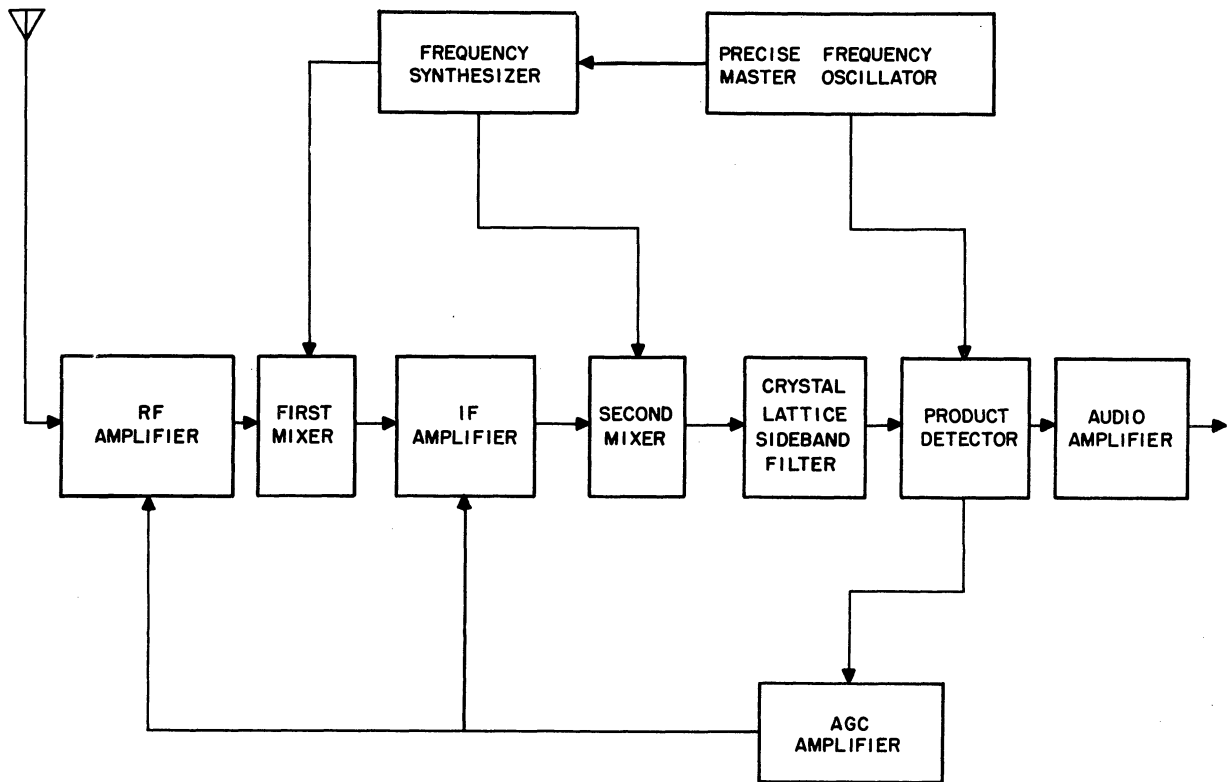 FREQUENCY
SYNTHESIZER
PRECISE FREQUENCY
MASTER OSCILLATOR
RF
AMPLIFIER
FIRST
MIXER
IF
AMPLIFIER
SECOND
MIXER
CRYSTAL
LATTICE
SIDEBAND
FILTER
PRODUCT
DETECTOR
AUDIO
AMPLIFIER
AGC
AMPLIFIER